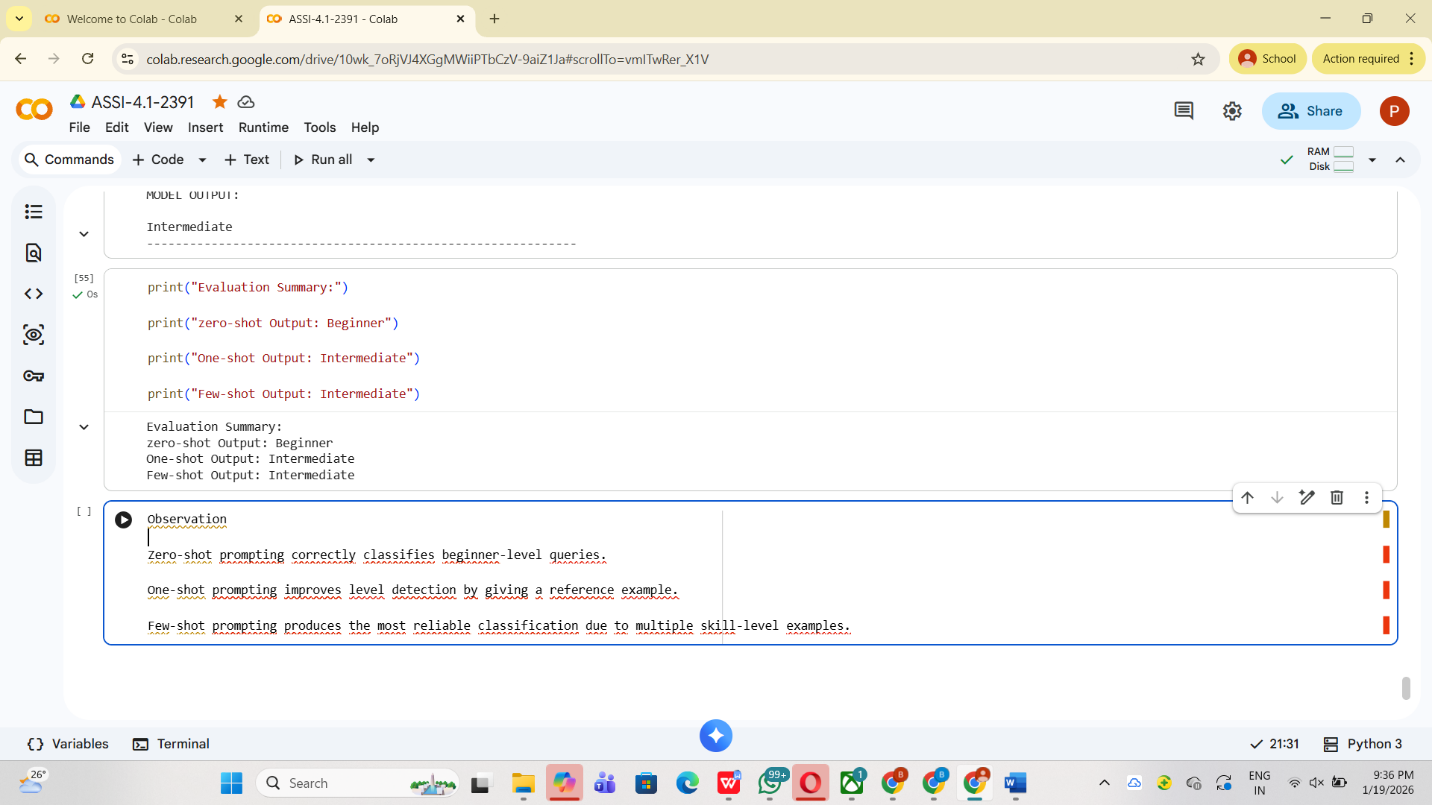 Welcome to Colab - Colab
ASSI-4.1-2391 - Colab
colab.research.google.com/drive/10wk_7oRjVJ4XGgMWiiPTbCzV-9aiZ1Ja#scrollTo=vmlTwRer_X1V
School
Action required
ASSI-4.1-2391
File Edit View Insert Runtime Tools Help
Share
P
Commands + Code + Text Run all
RAM
Disk
MODEL OUTPUT:
Intermediate
------------------------------------------------------------
[55]
0s
print("Evaluation Summary:")
print("zero-shot Output: Beginner")
print("One-shot Output: Intermediate")
print("Few-shot Output: Intermediate")
Evaluation Summary:
zero-shot Output: Beginner
One-shot Output: Intermediate
Few-shot Output: Intermediate
[ ]
Observation
Zero-shot prompting correctly classifies beginner-level queries.
One-shot prompting improves level detection by giving a reference example.
Few-shot prompting produces the most reliable classification due to multiple skill-level examples.
Variables Terminal
21:31 Python 3
26°
Search
99+
1
B
B
ENG
IN
9:36 PM
1/19/2026